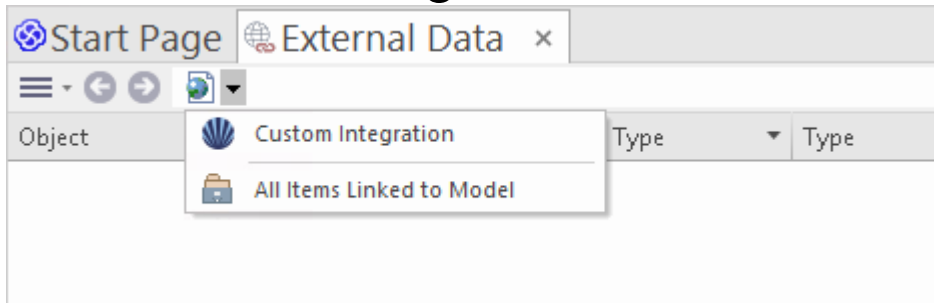 Start Page External Data ×
Object Type Type
Custom Integration
All Items Linked to Model